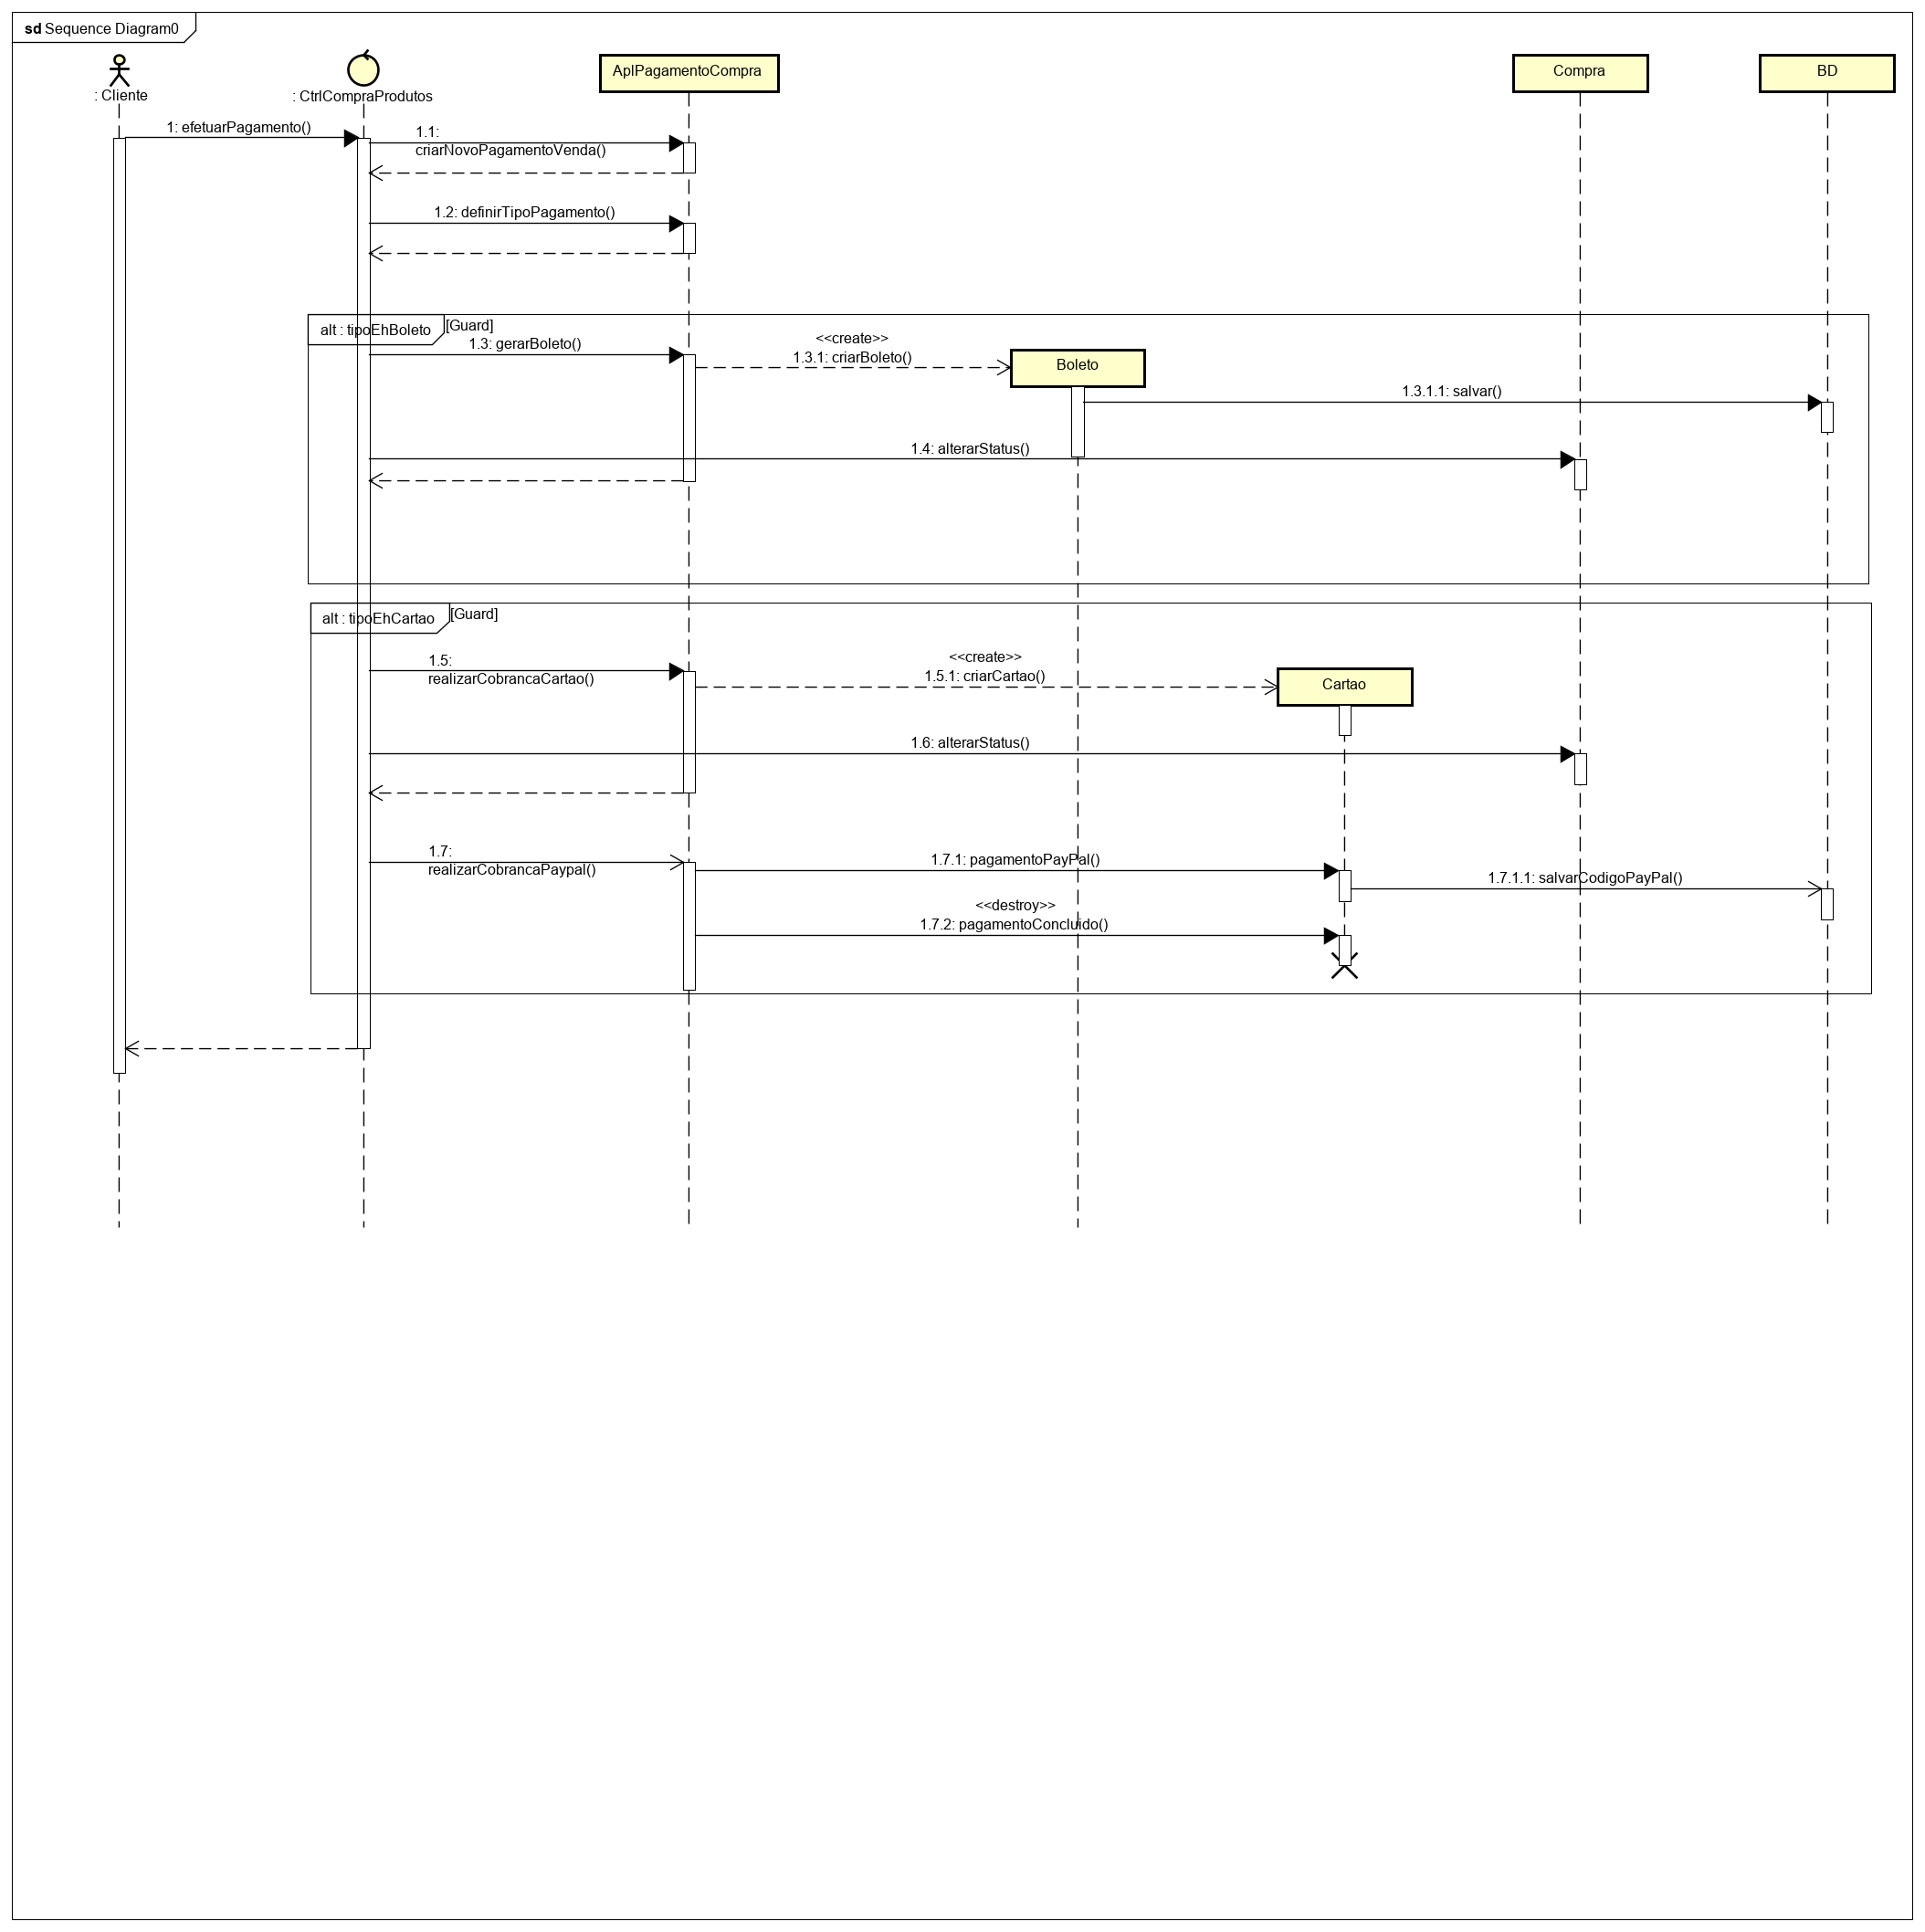 sd Sequence Diagram0
: Cliente
: CtrlCompraProdutos
AplPagamentoCompra
Compra
BD
1: efetuarPagamento()
1.1:
criarNovoPagamentoVenda()
1.2: definirTipoPagamento()
alt : tipoEhBoleto
[Guard]
1.3: gerarBoleto()
<<create>>
1.3.1: criarBoleto()
Boleto
1.3.1.1: salvar()
1.4: alterarStatus()
alt : tipoEhCartao
[Guard]
1.5:
realizarCobrancaCartao()
<<create>>
1.5.1: criarCartao()
Cartao
1.6: alterarStatus()
1.7:
realizarCobrancaPaypal()
1.7.1: pagamentoPayPal()
1.7.1.1: salvarCodigoPayPal()
<<destroy>>
1.7.2: pagamentoConcluido()